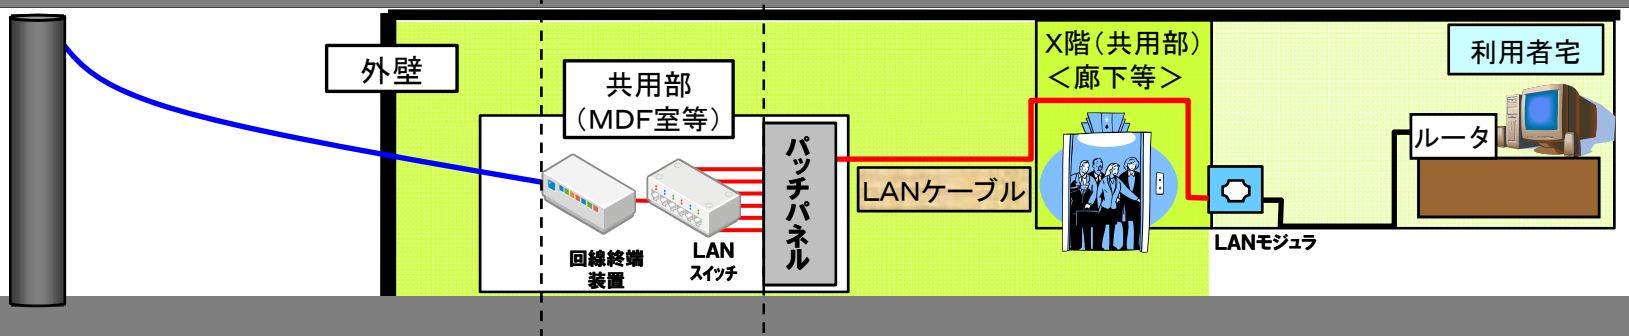 外壁
共用部
（MDF室等）
回線終端
装置
LAN
スイッチ
パッチパネル
LANケーブル
X階（共用部）
＜廊下等＞
LANモジュラ
利用者宅
ルータ